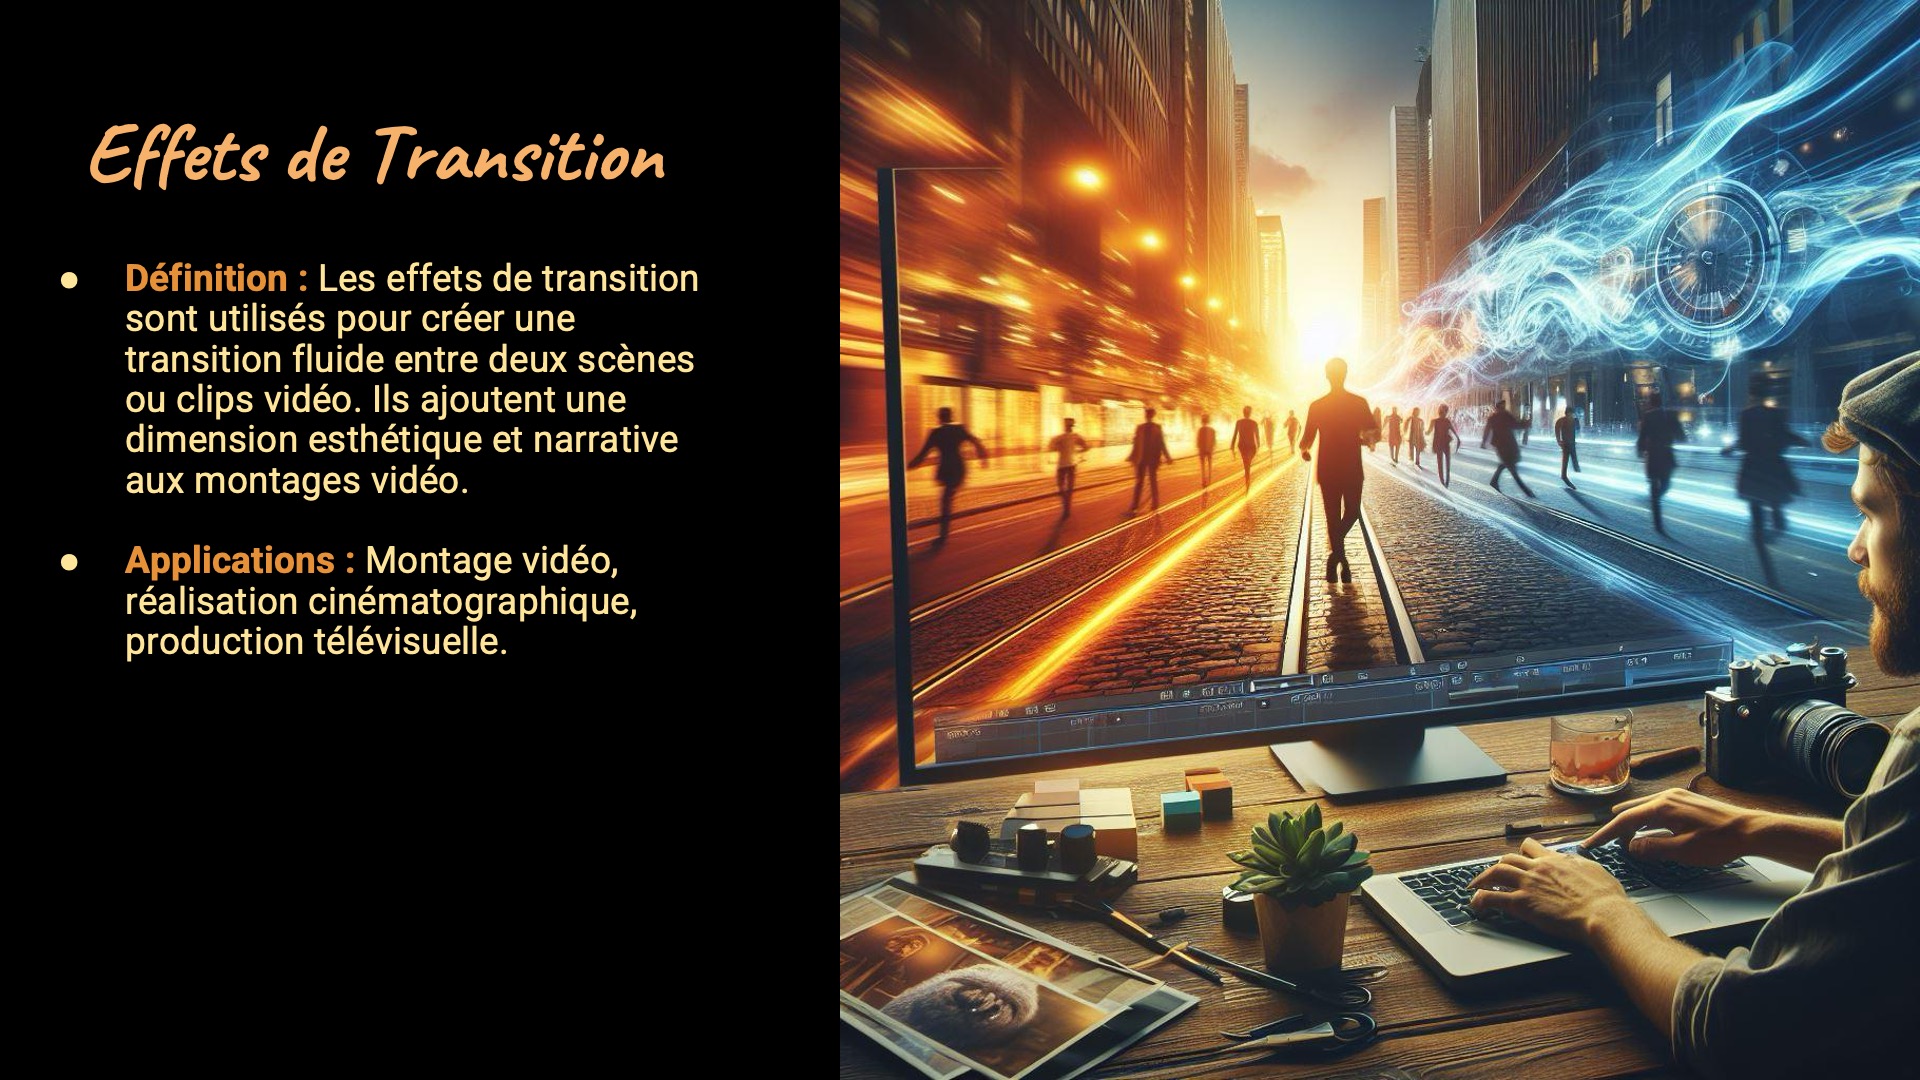 Effets de Transition
● Définition : Les effets de transition
sont utilisés pour créer une
transition fluide entre deux scènes
ou clips vidéo. Ils ajoutent une
dimension esthétique et narrative
aux montages vidéo.
● Applications : Montage vidéo,
réalisation cinématographique,
production télévisuelle.